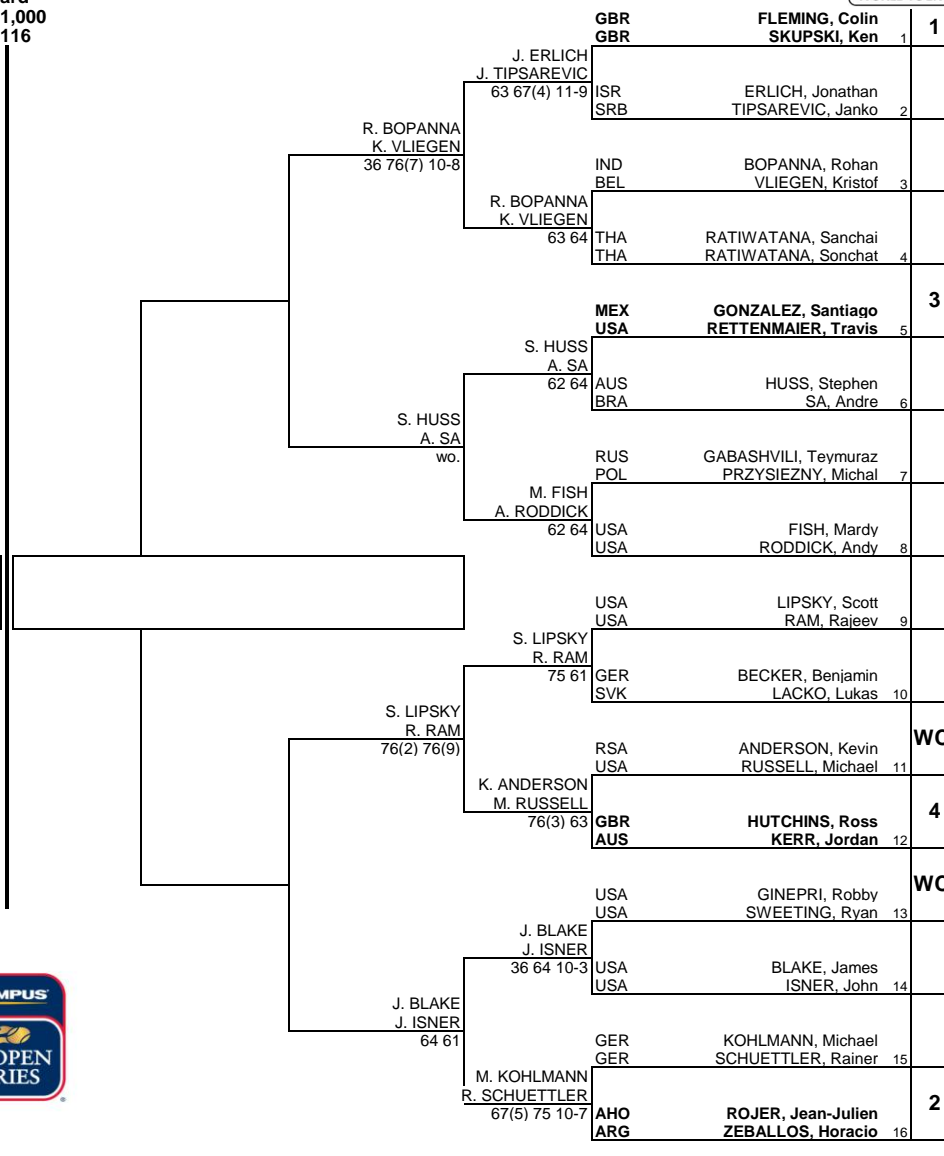 1,000
116
GBR FLEMING, Colin 1
GBR SKUPSKI, Ken 1
J. ERLICH
J. TIPSAREVIC
63 67(4) 11-9
ISR ERLICH, Jonathan
SRB TIPSAREVIC, Janko 2
R. BOPANNA
K. VLIEGEN
36 76(7) 10-8
IND BOPANNA, Rohan
BEL VLIEGEN, Kristof 3
R. BOPANNA
K. VLIEGEN
63 64
THA RATIWATANA, Sanchai
THA RATIWATANA, Sonchat 4
MEX GONZALEZ, Santiago 3
USA RETTENMAIER, Travis 5
S. HUSS
A. SA
62 64
AUS HUSS, Stephen
BRA SA, Andre 6
S. HUSS
A. SA
wo.
RUS GABASHVILI, Teymuraz
POL PRZYSIEZNY, Michal 7
M. FISH
A. RODDICK
62 64
USA FISH, Mardy
USA RODDICK, Andy 8
USA LIPSKY, Scott
USA RAM, Rajeev 9
S. LIPSKY
R. RAM
75 61
GER BECKER, Benjamin
SVK LACKO, Lukas 10
S. LIPSKY
R. RAM
76(2) 76(9)
RSA ANDERSON, Kevin
USA RUSSELL, Michael 11
K. ANDERSON
M. RUSSELL
76(3) 63
GBR HUTCHINS, Ross 4
AUS KERR, Jordan 12
USA GINEPRI, Robby
USA SWEETING, Ryan 13
J. BLAKE
J. ISNER
36 64 10-3
USA BLAKE, James
USA ISNER, John 14
J. BLAKE
J. ISNER
64 61
GER KOHLMANN, Michael
GER SCHUETTLER, Rainer 15
M. KOHLMANN
R. SCHUETTLER
67(5) 75 10-7
AHO ROJER, Jean-Julien 2
ARG ZEBALLOS, Horacio 16